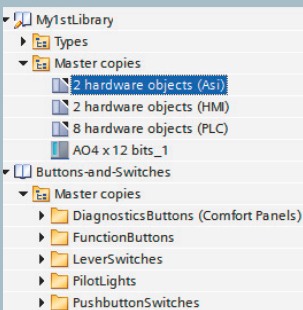 My1stLibrary
Types
Master copies
2 hardware objects (Asi)
2 hardware objects (HMI)
8 hardware objects (PLC)
AO4 x 12 bits_1
Buttons-and-Switches
Master copies
DiagnosticsButtons (Comfort Panels)
FunctionButtons
LeverSwitches
PilotLights
PushbuttonSwitches